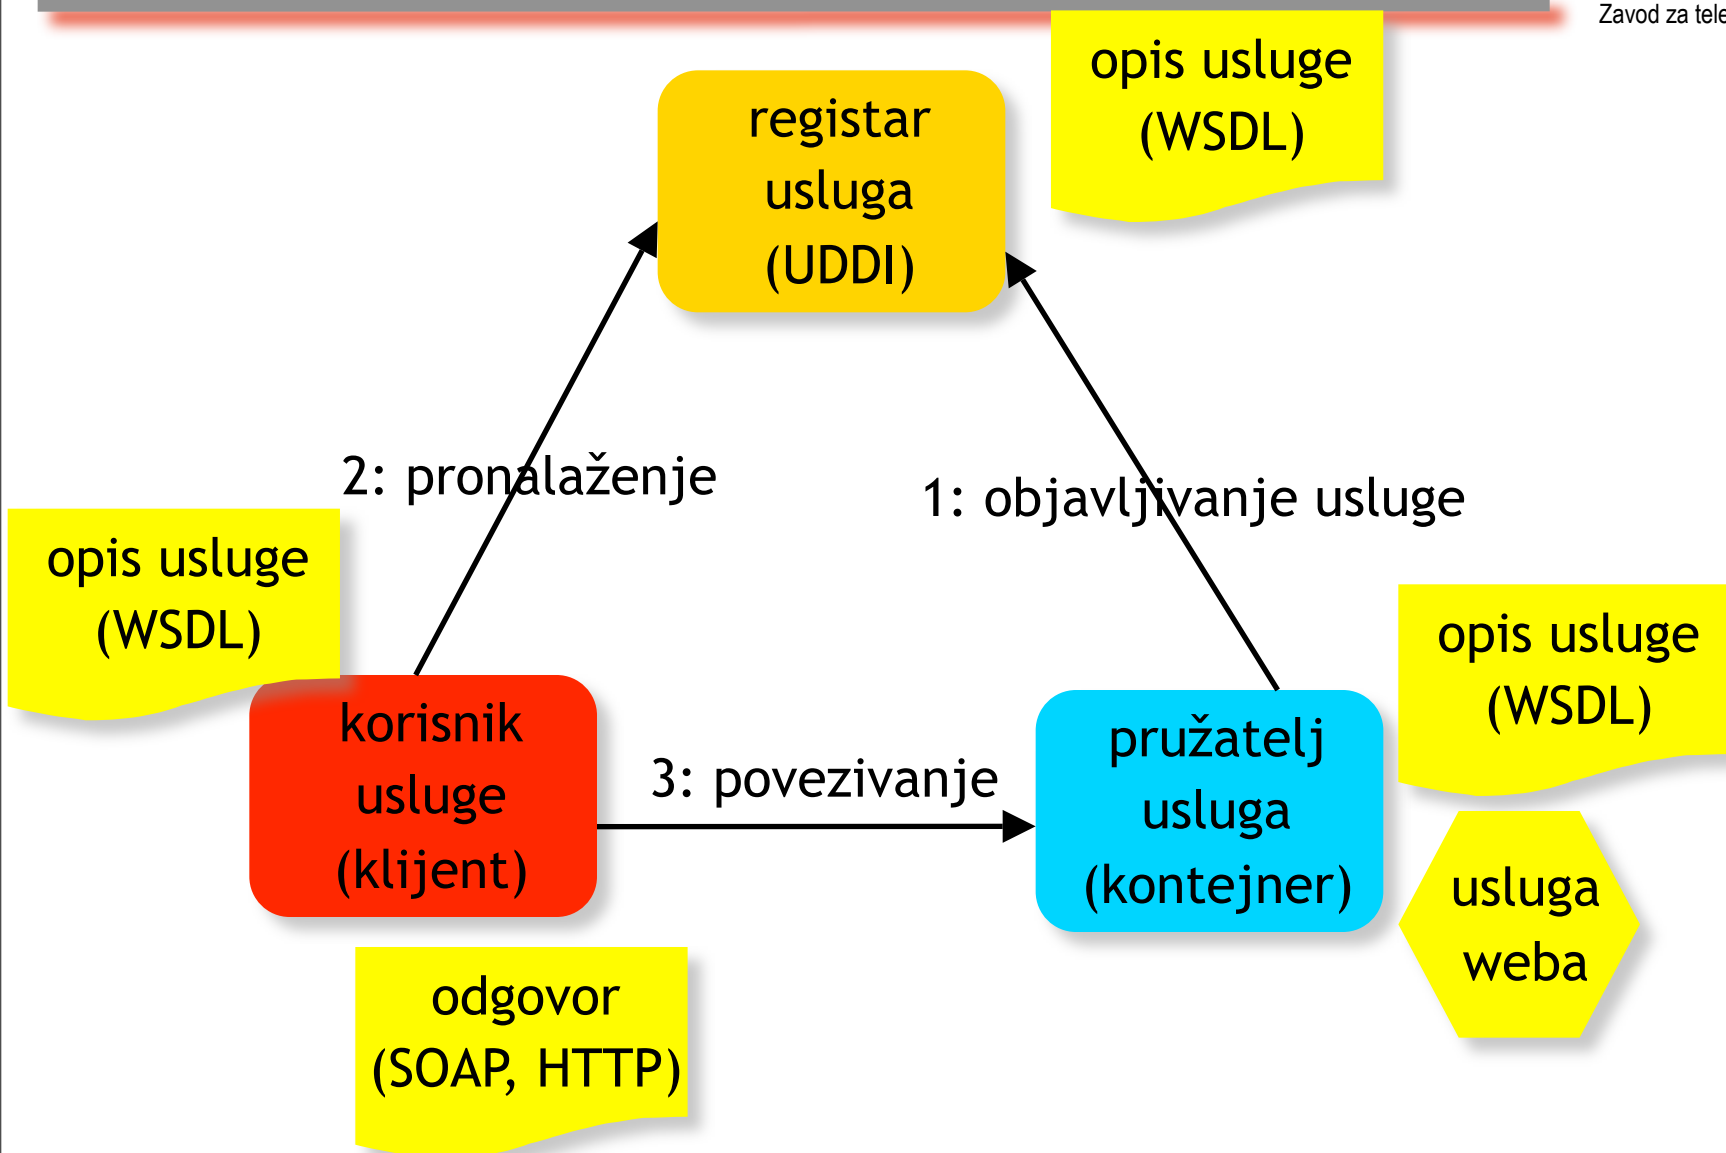 Zavod za tele
opis usluge
(WSDL)
registar
usluga
(UDDI)
2: pronalaženje
1: objavljivanje usluge
opis usluge
(WSDL)
opis usluge
(WSDL)
korisnik
usluge
(klijent)
3: povezivanje
pružatelj
usluga
(kontejner)
usluga
weba
odgovor
(SOAP, HTTP)